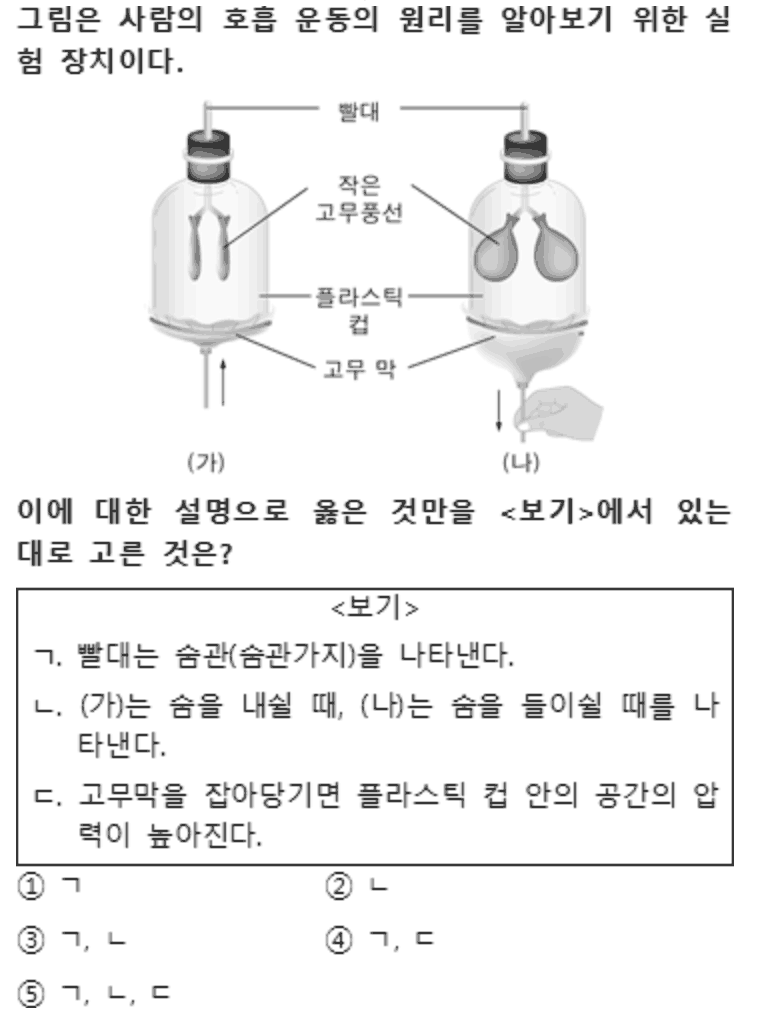 그림은 사람의 호흡 운동의 원리를 알아보기 위한 실
험 장치이다.
빨대
작은
고무풍선
플라스틱
컵
고무 막
(가)
(나)
이에 대한 설명으로 옳은 것만을 <보기>에서 있는
대로 고른 것은?
<보기>
ㄱ. 빨대는 숨관(숨관가지)을 나타낸다.
ㄴ. (가)는 숨을 내쉴 때, (나)는 숨을 들이쉴 때를 나
타낸다.
ㄷ. 고무막을 잡아당기면 플라스틱 컵 안의 공간의 압
력이 높아진다.
① ㄱ
② ㄴ
③ ㄱ, ㄴ
④ ㄱ, ㄷ
⑤ ㄱ, ㄴ, ㄷ